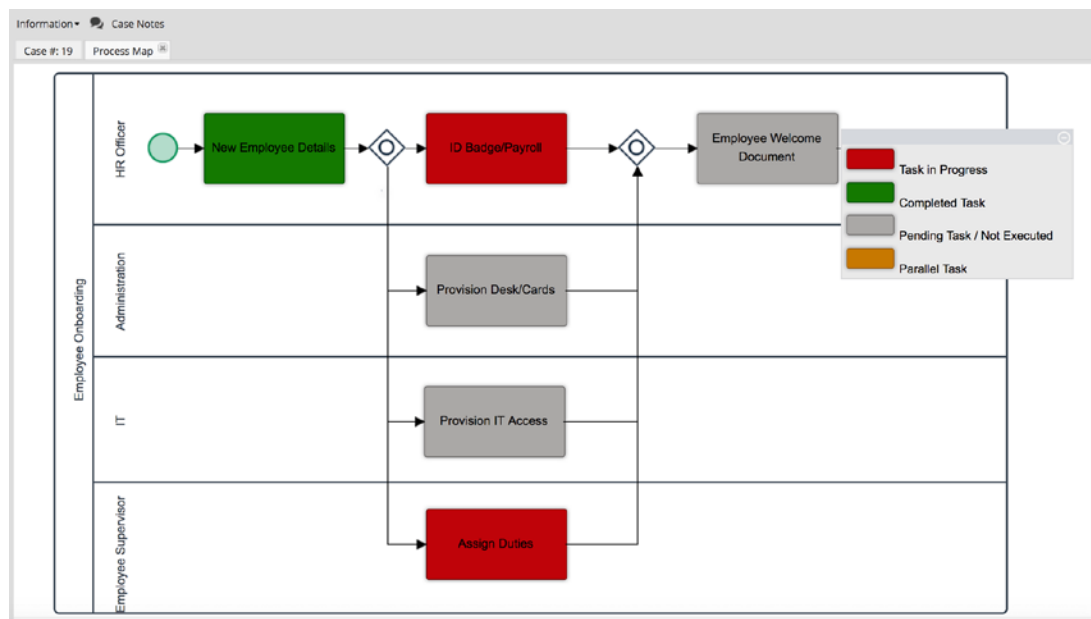 Information
Case Notes
Case #: 19
Process Map
Employee Onboarding
HR Officer
New Employee Details
ID Badge/Payroll
Employee Welcome
Document
Task in Progress
Completed Task
Pending Task / Not Executed
Parallel Task
Administration
Provision Desk/Cards
IT
Provision IT Access
Employee Supervisor
Assign Duties